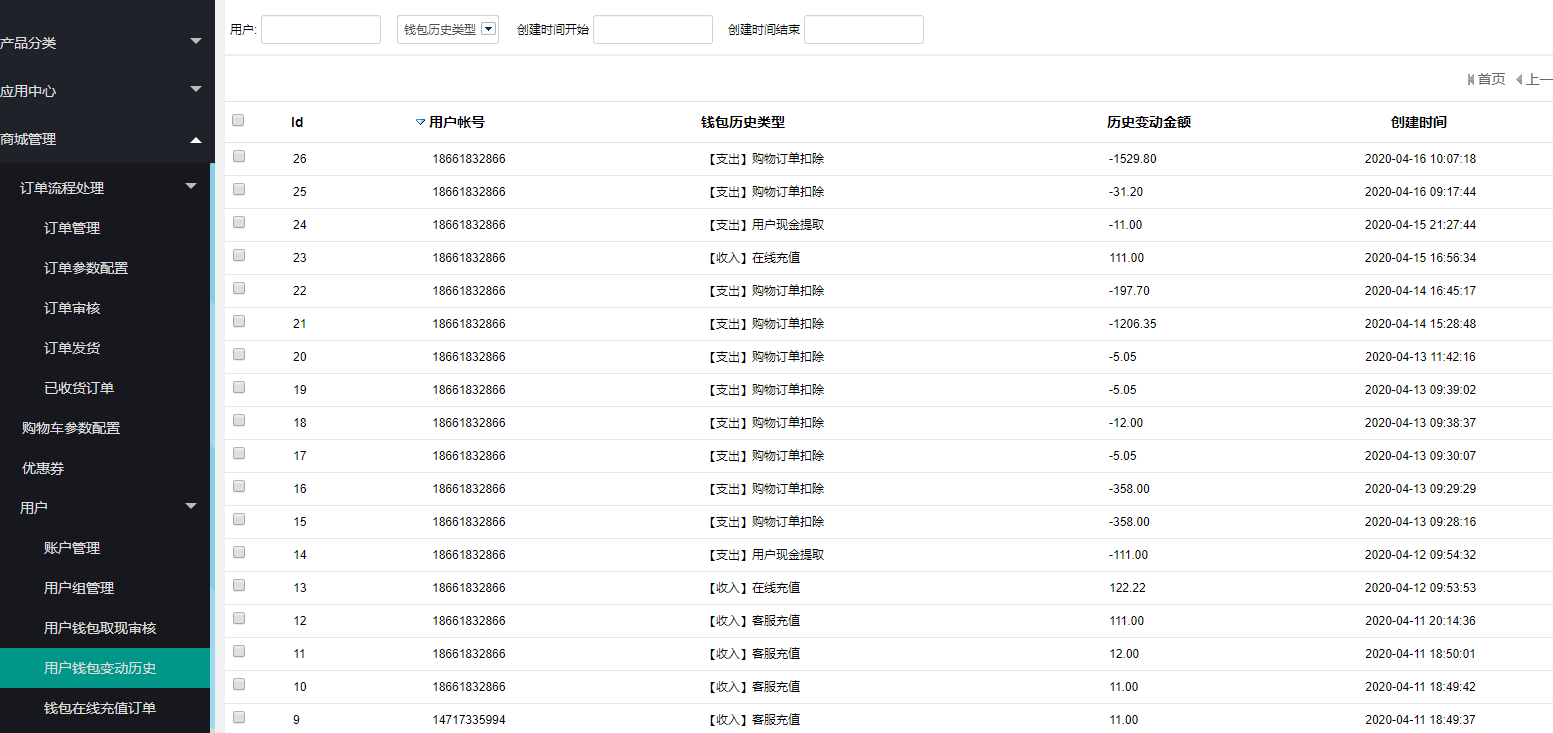 产品分类
应用中心
商城管理
订单流程处理
订单管理
订单参数配置
订单审核
订单发货
已收货订单
购物车参数配置
优惠券
用户
账户管理
用户组管理
用户钱包取现审核
用户钱包变动历史
钱包在线充值订单
用户: 钱包历史类型 创建时间开始 创建时间结束
首页 上一
Id 用户帐号 钱包历史类型 历史变动金额 创建时间
26 18661832866 【支出】购物订单扣除 -1529.80 2020-04-16 10:07:18
25 18661832866 【支出】购物订单扣除 -31.20 2020-04-16 09:17:44
24 18661832866 【支出】用户现金提取 -11.00 2020-04-15 21:27:44
23 18661832866 【收入】在线充值 111.00 2020-04-15 16:56:34
22 18661832866 【支出】购物订单扣除 -197.70 2020-04-14 16:45:17
21 18661832866 【支出】购物订单扣除 -1206.35 2020-04-14 15:28:48
20 18661832866 【支出】购物订单扣除 -5.05 2020-04-13 11:42:16
19 18661832866 【支出】购物订单扣除 -5.05 2020-04-13 09:39:02
18 18661832866 【支出】购物订单扣除 -12.00 2020-04-13 09:38:37
17 18661832866 【支出】购物订单扣除 -5.05 2020-04-13 09:30:07
16 18661832866 【支出】购物订单扣除 -358.00 2020-04-13 09:29:29
15 18661832866 【支出】购物订单扣除 -358.00 2020-04-13 09:28:16
14 18661832866 【支出】用户现金提取 -111.00 2020-04-12 09:54:32
13 18661832866 【收入】在线充值 122.22 2020-04-12 09:53:53
12 18661832866 【收入】客服充值 111.00 2020-04-11 20:14:36
11 18661832866 【收入】客服充值 12.00 2020-04-11 18:50:01
10 18661832866 【收入】客服充值 11.00 2020-04-11 18:49:42
9 14717335994 【收入】客服充值 11.00 2020-04-11 18:49:37